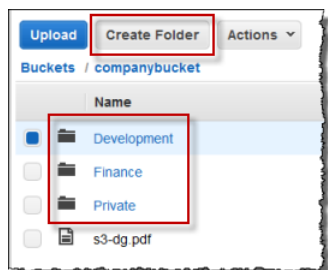 Upload Create Folder Actions
Buckets / companybucket
Name
Development
Finance
Private
s3-dg.pdf